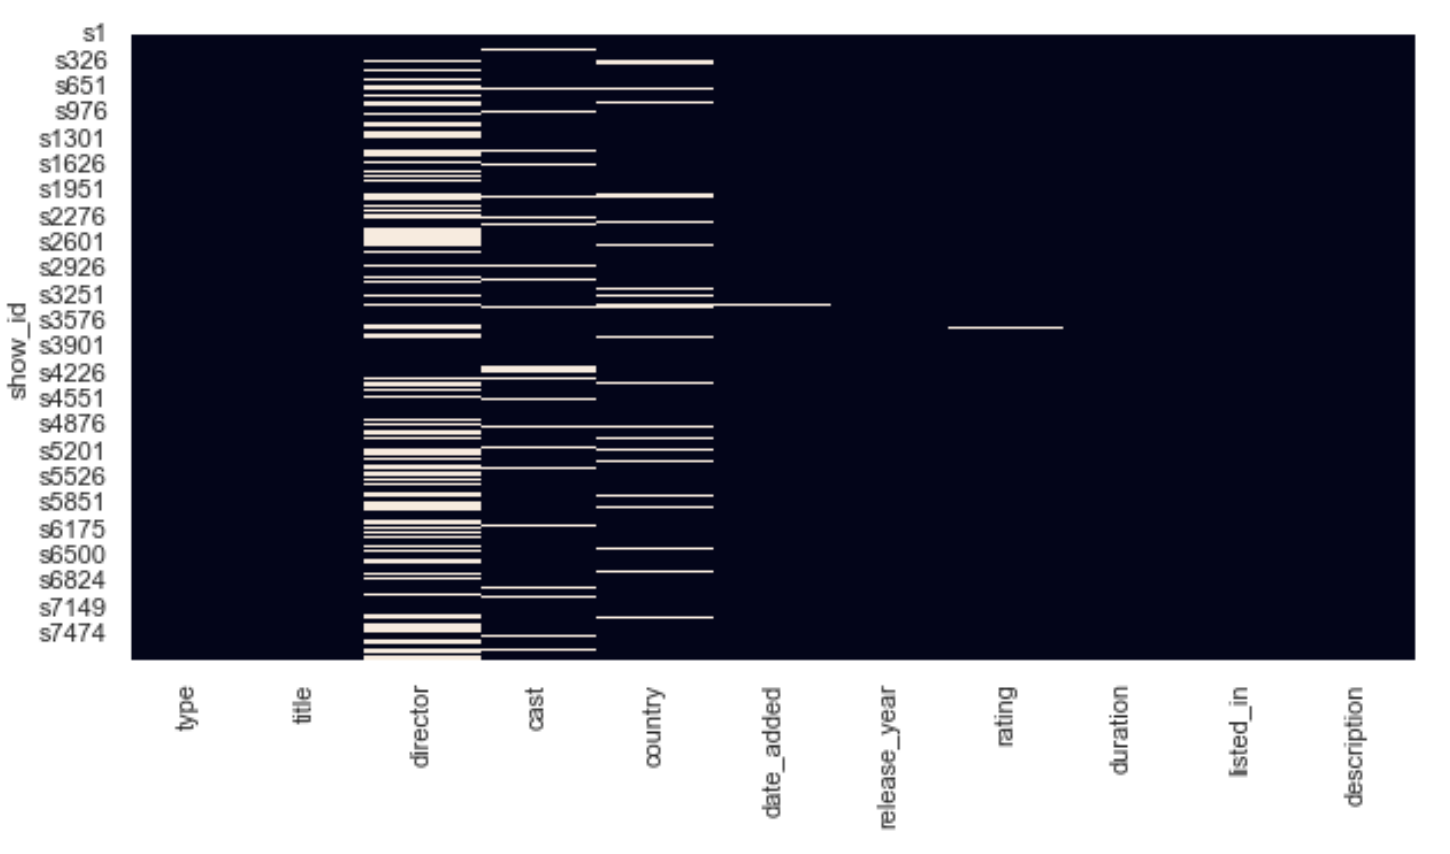 s1
s326
s651
s976
s1301
s1626
s1951
s2276
s2601
s2926
s3251
s3576
s3901
s4226
s4551
s4876
s5201
s5526
s5851
s6175
s6500
s6824
s7149
s7474
show_id
type
title
director
cast
country
date_added
release_year
rating
duration
listed_in
description